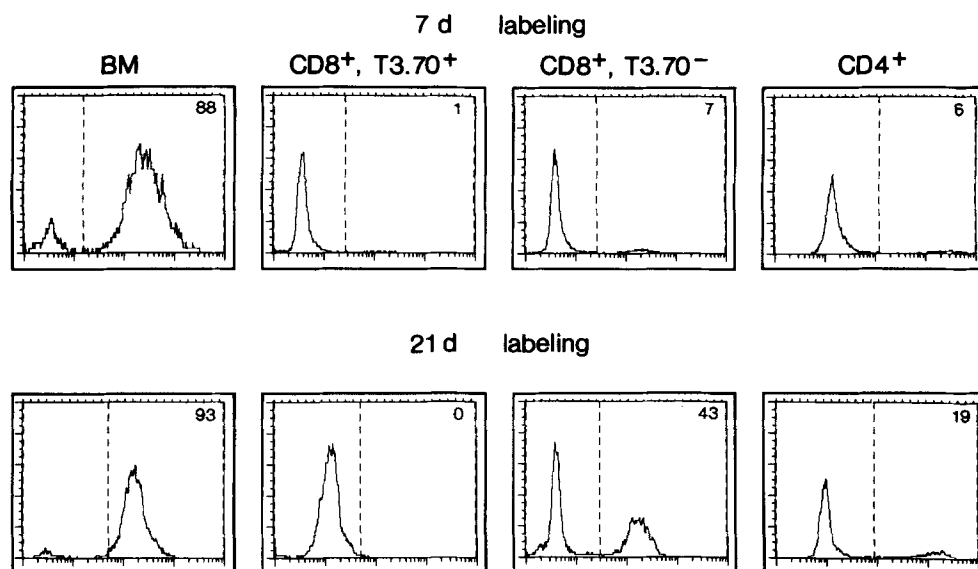 7 d labeling
BM CD8⁺, T3.70⁺ CD8⁺, T3.70⁻ CD4⁺
88 1 7 6
21 d labeling
93 0 43 19